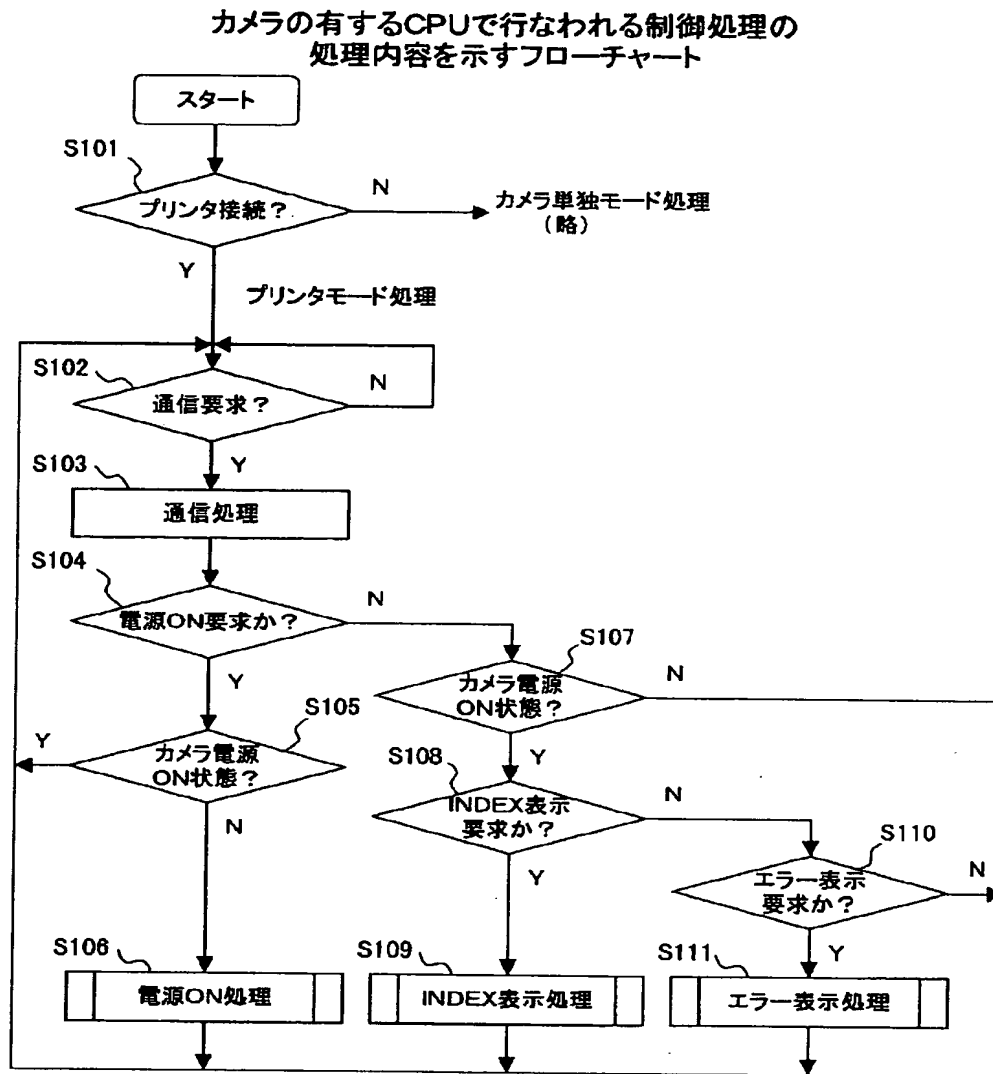 カメラの有するCPUで行なわれる制御処理の
処理内容を示すフローチャート
スタート
S101
プリンタ接続？
N
カメラ単独モード処理
（略）
Y
プリンタモード処理
S102
通信要求？
N
Y
S103
通信処理
S104
電源ON要求か？
N
Y
S107
カメラ電源
ON状態？
N
Y
S105
カメラ電源
ON状態？
Y
N
S108
INDEX表示
要求か？
N
Y
S110
エラー表示
要求か？
N
Y
S106
電源ON処理
S109
INDEX表示処理
S111
エラー表示処理